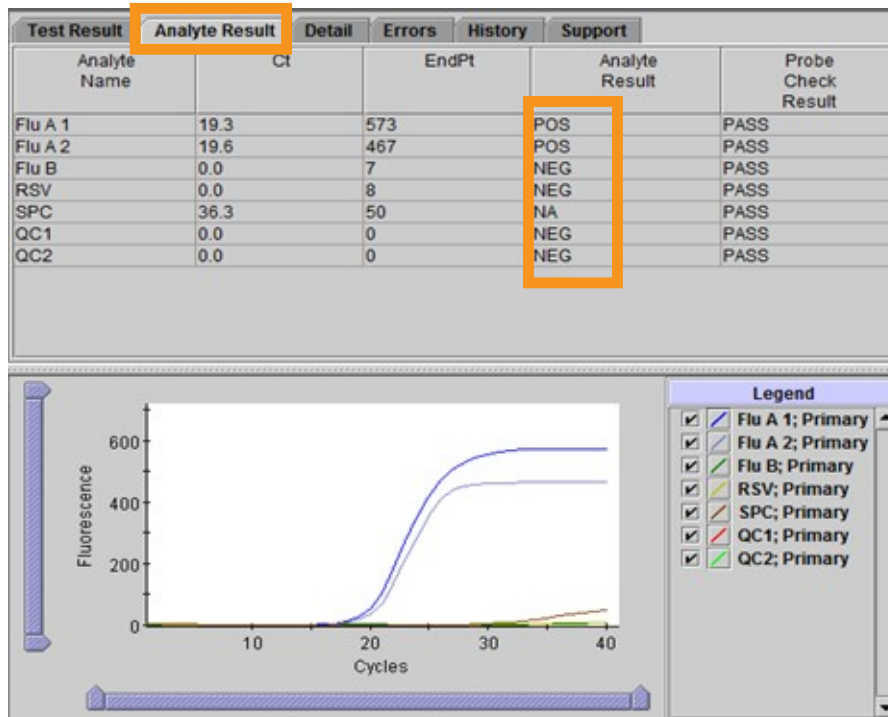 Test Result Analyte Result Detail Errors History Support
Analyte Name Ct EndPt Analyte Result Probe Check Result
Flu A 1 19.3 573 POS PASS
Flu A 2 19.6 467 POS PASS
Flu B 0.0 7 NEG PASS
RSV 0.0 8 NEG PASS
SPC 36.3 50 NA PASS
QC1 0.0 0 NEG PASS
QC2 0.0 0 NEG PASS
600
400
200
0
Fluorescence
10 20 30 40
Cycles
Legend
Flu A 1; Primary
Flu A 2; Primary
Flu B; Primary
RSV; Primary
SPC; Primary
QC1; Primary
QC2; Primary